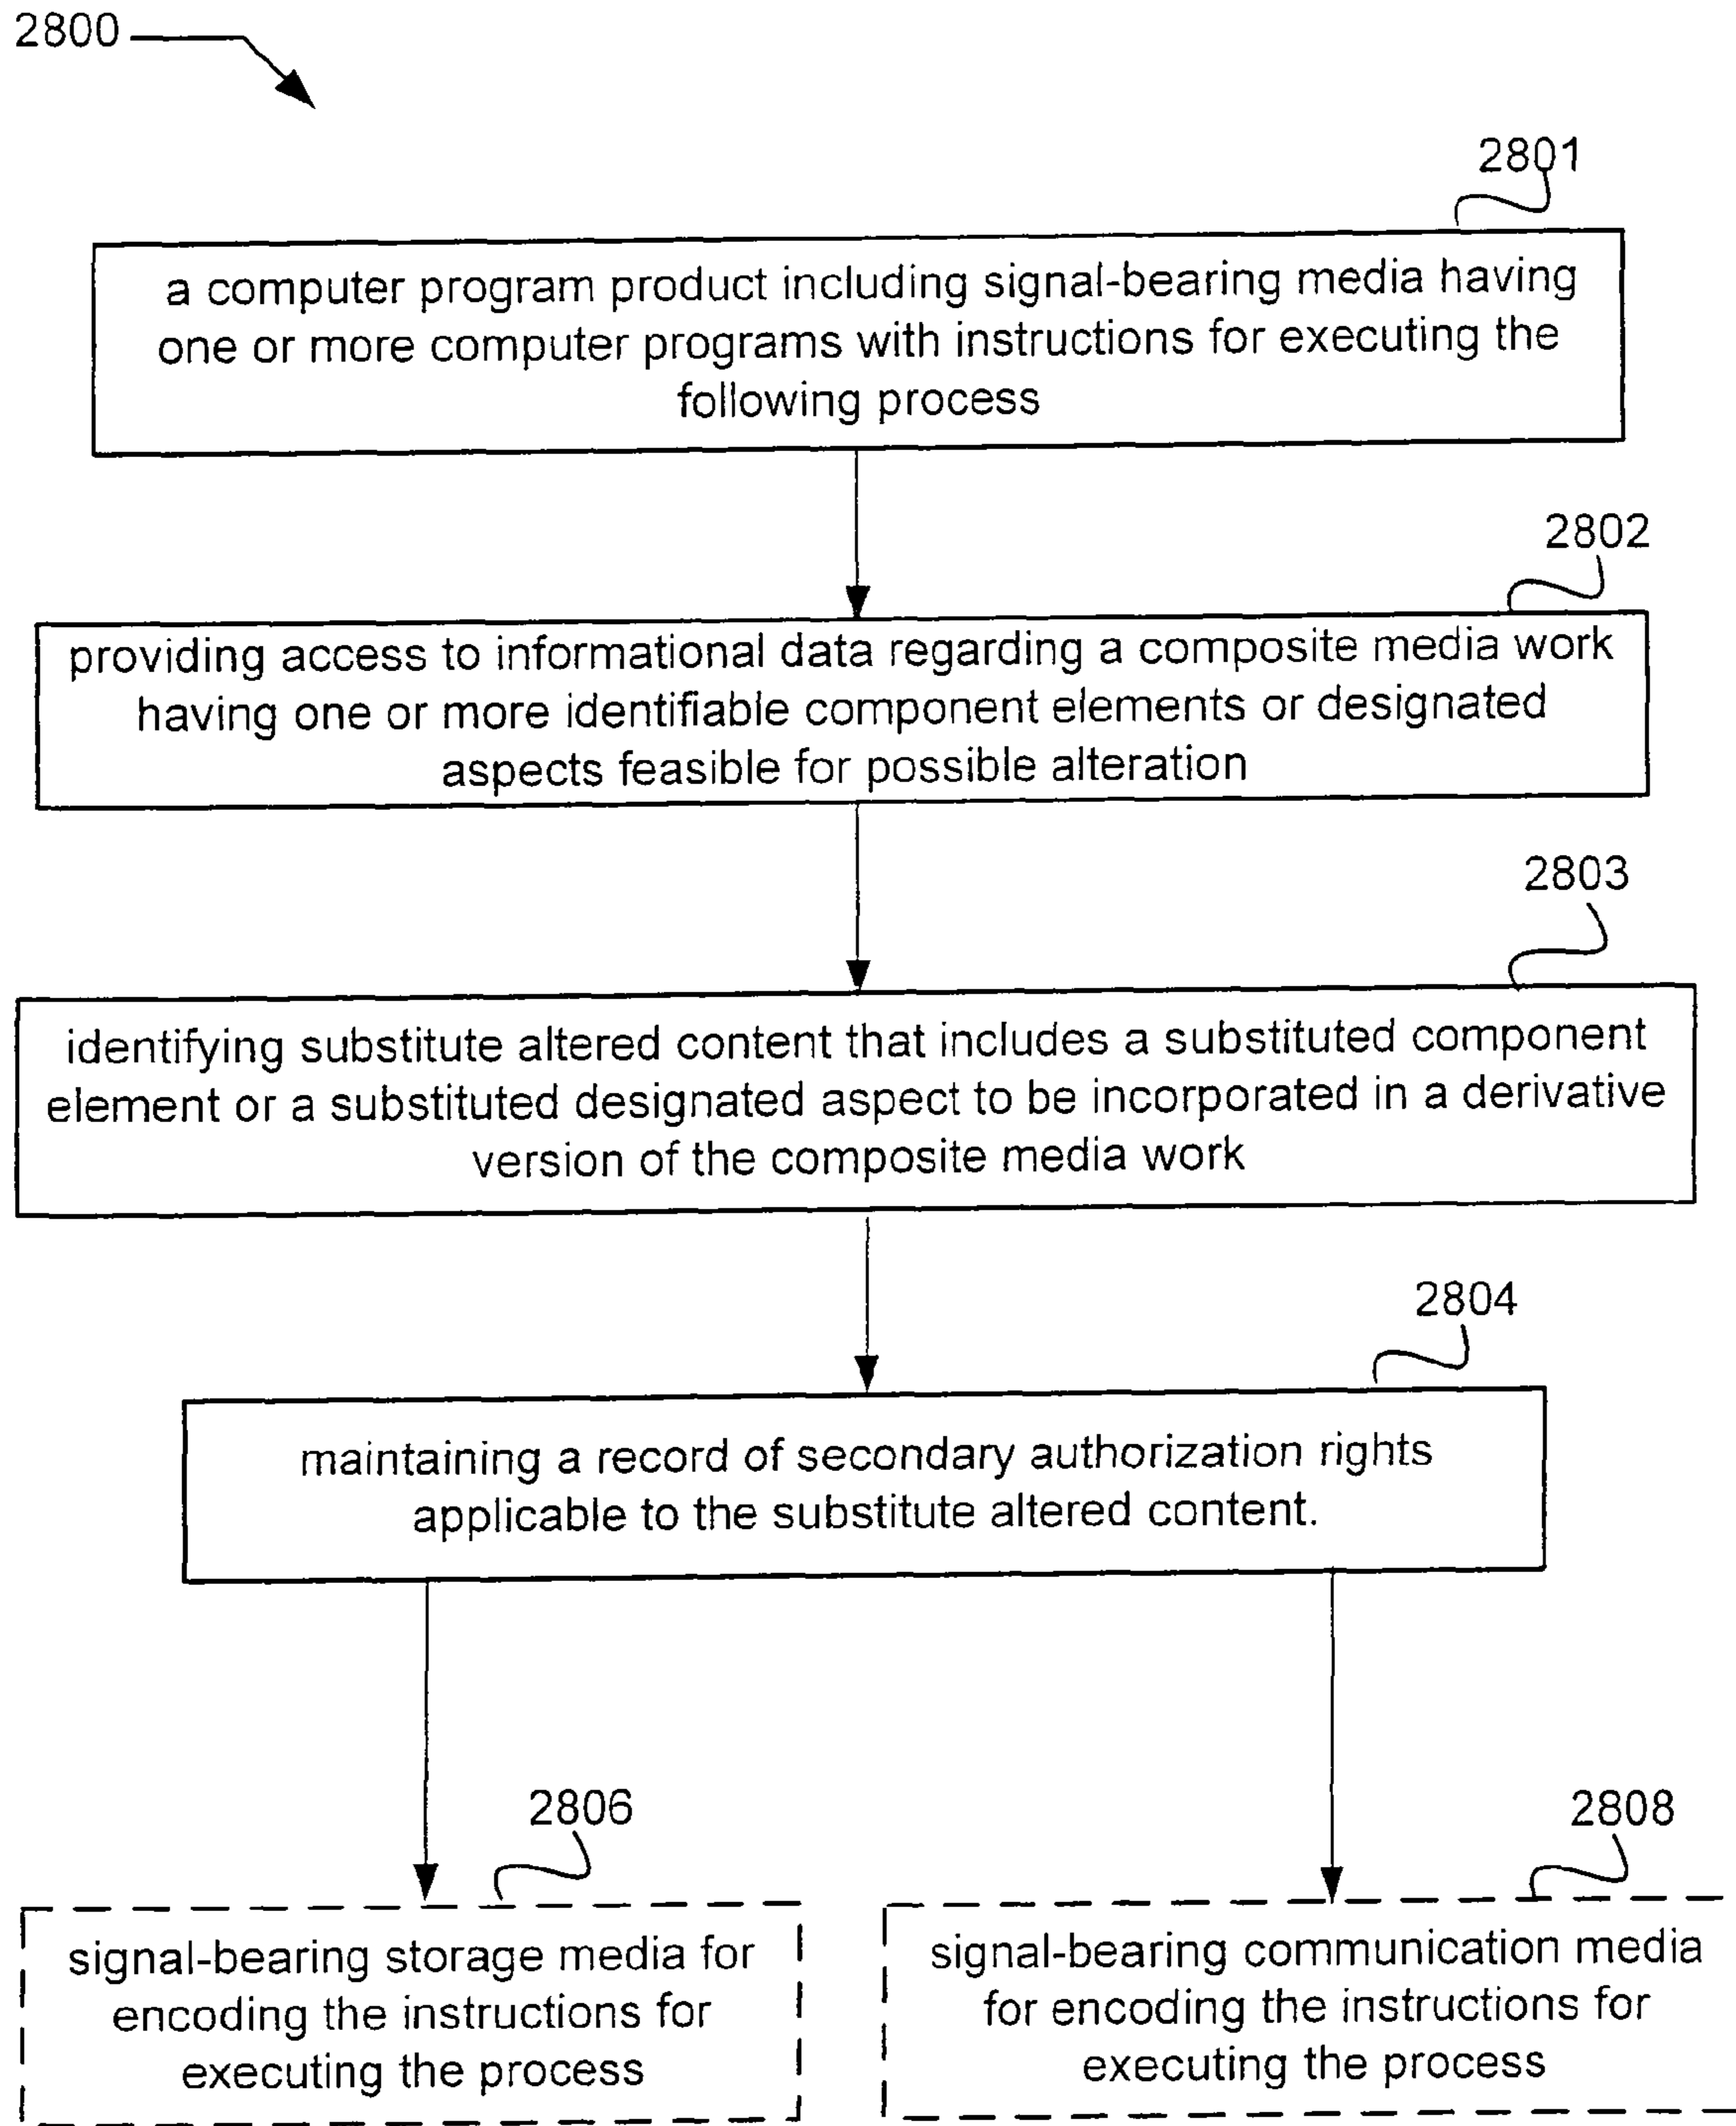 2800
2801
a computer program product including signal-bearing media having
one or more computer programs with instructions for executing the
following process
2802
providing access to informational data regarding a composite media work
having one or more identifiable component elements or designated
aspects feasible for possible alteration
2803
identifying substitute altered content that includes a substituted component
element or a substituted designated aspect to be incorporated in a derivative
version of the composite media work
2804
maintaining a record of secondary authorization rights
applicable to the substitute altered content.
2806
signal-bearing storage media for
encoding the instructions for
executing the process
2808
signal-bearing communication media
for encoding the instructions for
executing the process